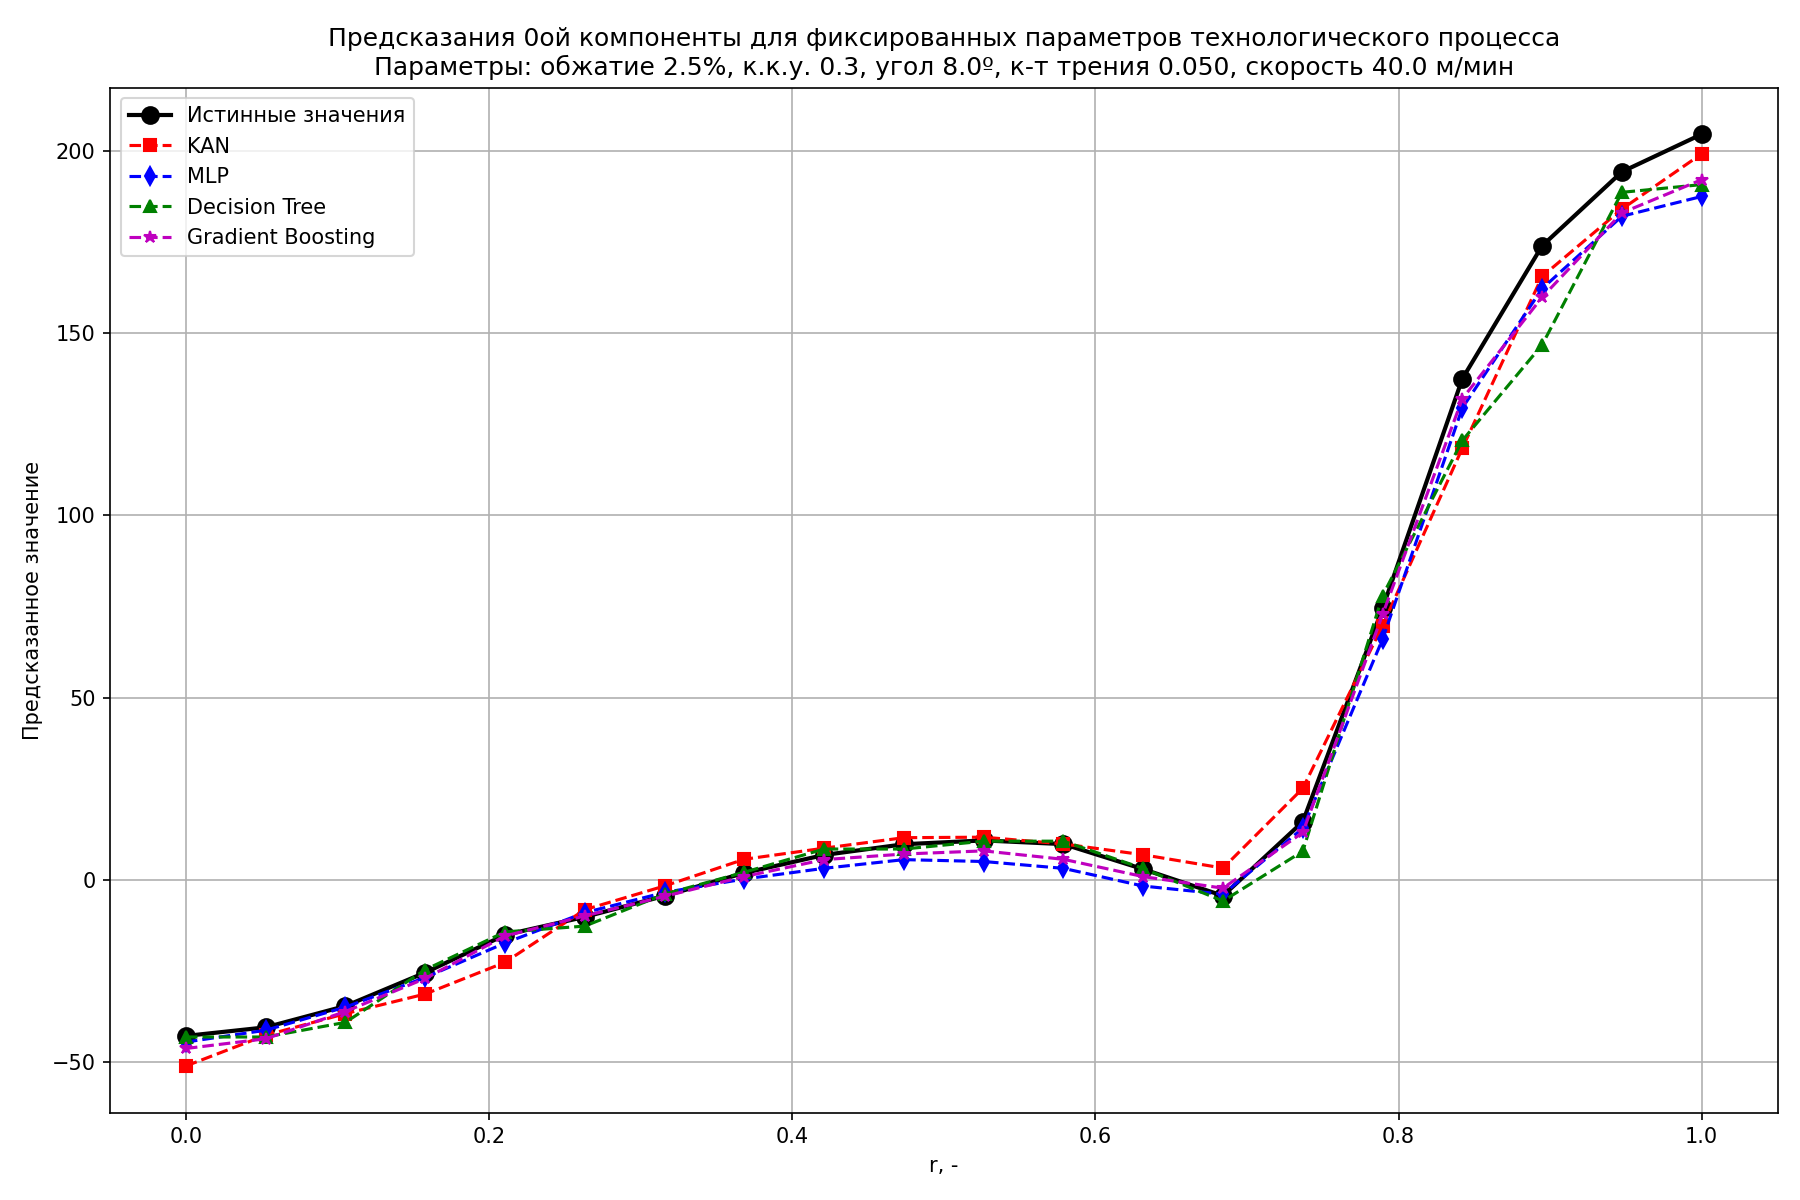 Предсказания 0ой компоненты для фиксированных параметров технологического процесса
Параметры: обжатие 2.5%, к.к.у. 0.3, угол 8.0º, к-т трения 0.050, скорость 40.0 м/мин
Истинные значения
KAN
MLP
Decision Tree
Gradient Boosting
Предсказанное значение
200
150
100
50
0
−50
0.0
0.2
0.4
0.6
0.8
1.0
r, -